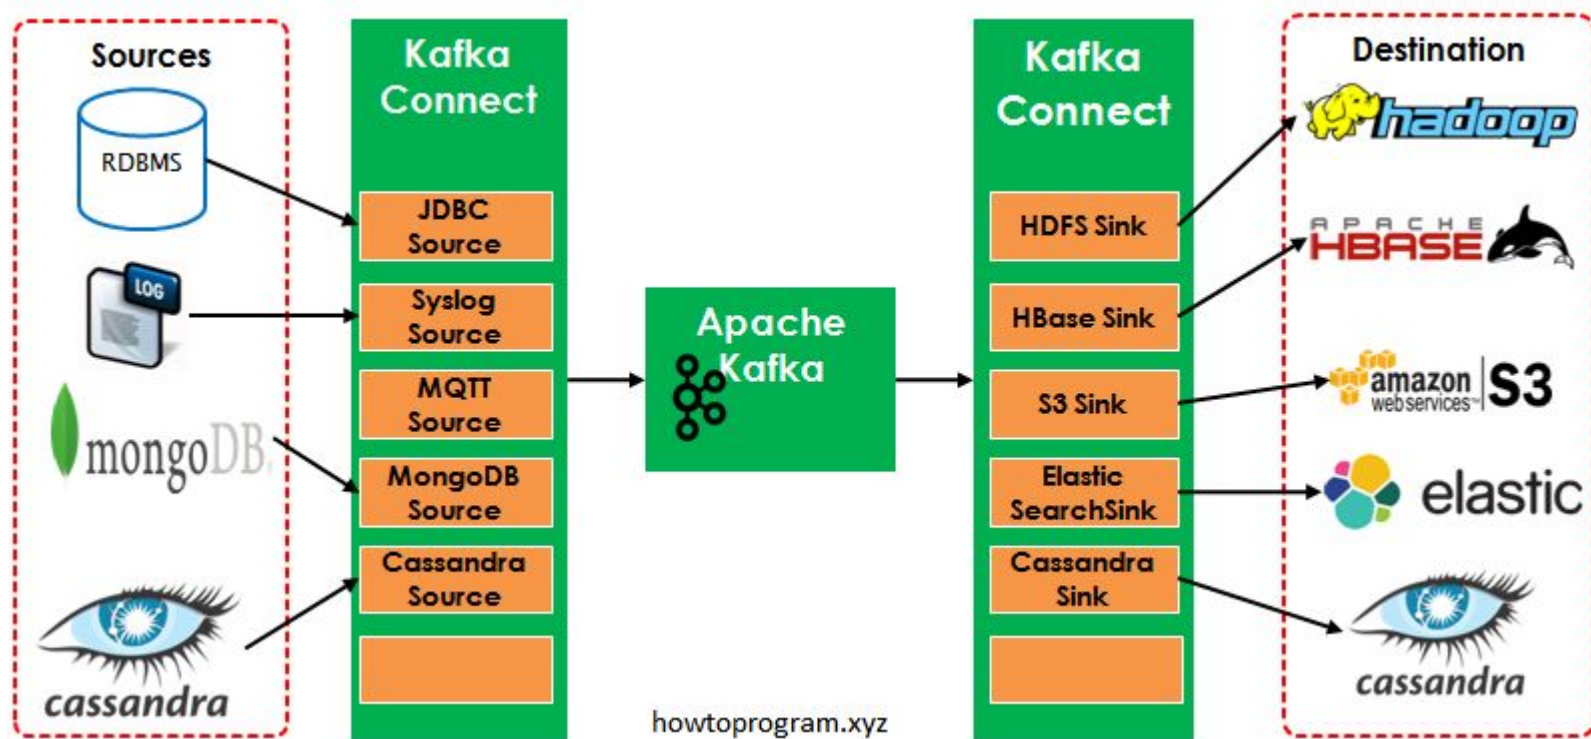 Sources
RDBMS
LOG
mongoDB
cassandra
Kafka
Connect
JDBC
Source
Syslog
Source
MQTT
Source
MongoDB
Source
Cassandra
Source
Apache
Kafka
howtoprogram.xyz
Kafka
Connect
HDFS Sink
HBase Sink
S3 Sink
Elastic
SearchSink
Cassandra
Sink
Destination
hadoop
APACHE
HBASE
amazon
webservices™
S3
elastic
cassandra